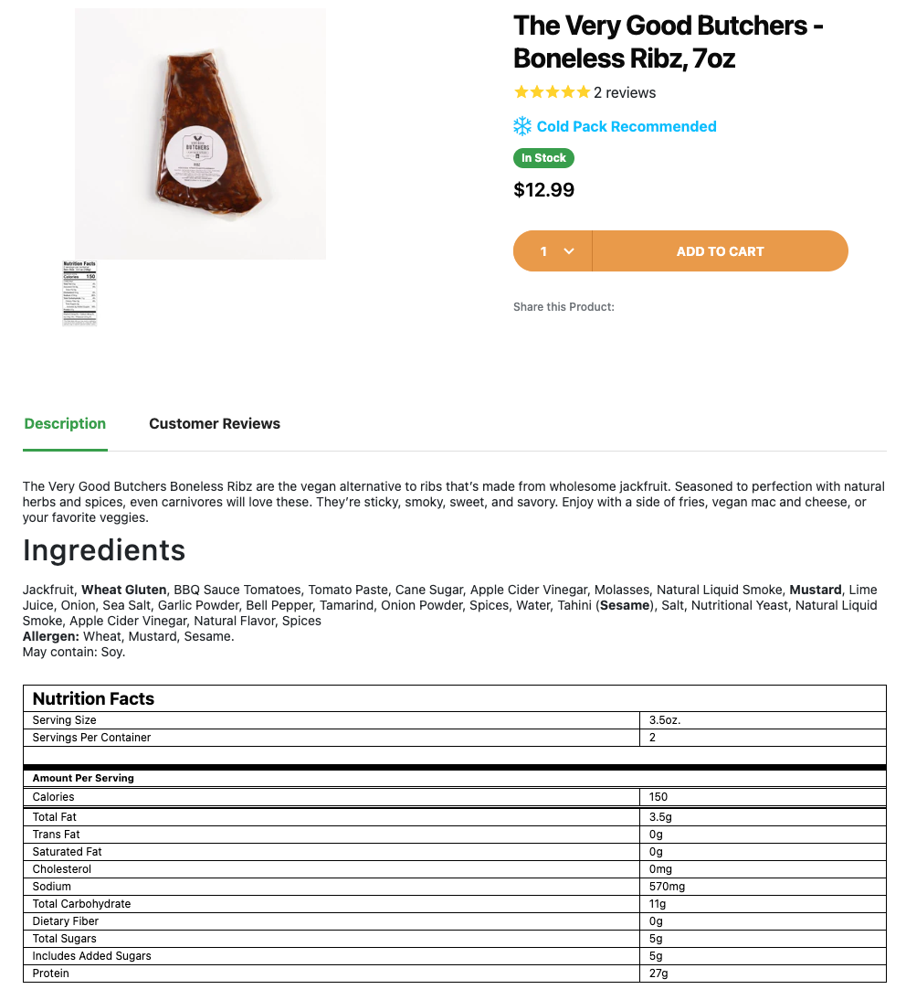 The Very Good Butchers -
Boneless Ribz, 7oz
2 reviews
Cold Pack Recommended
In Stock
$12.99
1
ADD TO CART
Share this Product:
BUTCHERS
Nutrition Facts
Calories 150
Description
Customer Reviews
The Very Good Butchers Boneless Ribz are the vegan alternative to ribs that’s made from wholesome jackfruit. Seasoned to perfection with natural
herbs and spices, even carnivores will love these. They’re sticky, smoky, sweet, and savory. Enjoy with a side of fries, vegan mac and cheese, or
your favorite veggies.
Ingredients
Jackfruit, Wheat Gluten, BBQ Sauce Tomatoes, Tomato Paste, Cane Sugar, Apple Cider Vinegar, Molasses, Natural Liquid Smoke, Mustard, Lime
Juice, Onion, Sea Salt, Garlic Powder, Bell Pepper, Tamarind, Onion Powder, Spices, Water, Tahini (Sesame), Salt, Nutritional Yeast, Natural Liquid
Smoke, Apple Cider Vinegar, Natural Flavor, Spices
Allergen: Wheat, Mustard, Sesame.
May contain: Soy.
Nutrition Facts
Serving Size 3.5oz.
Servings Per Container 2
Amount Per Serving
Calories 150
Total Fat 3.5g
Trans Fat 0g
Saturated Fat 0g
Cholesterol 0mg
Sodium 570mg
Total Carbohydrate 11g
Dietary Fiber 0g
Total Sugars 5g
Includes Added Sugars 5g
Protein 27g